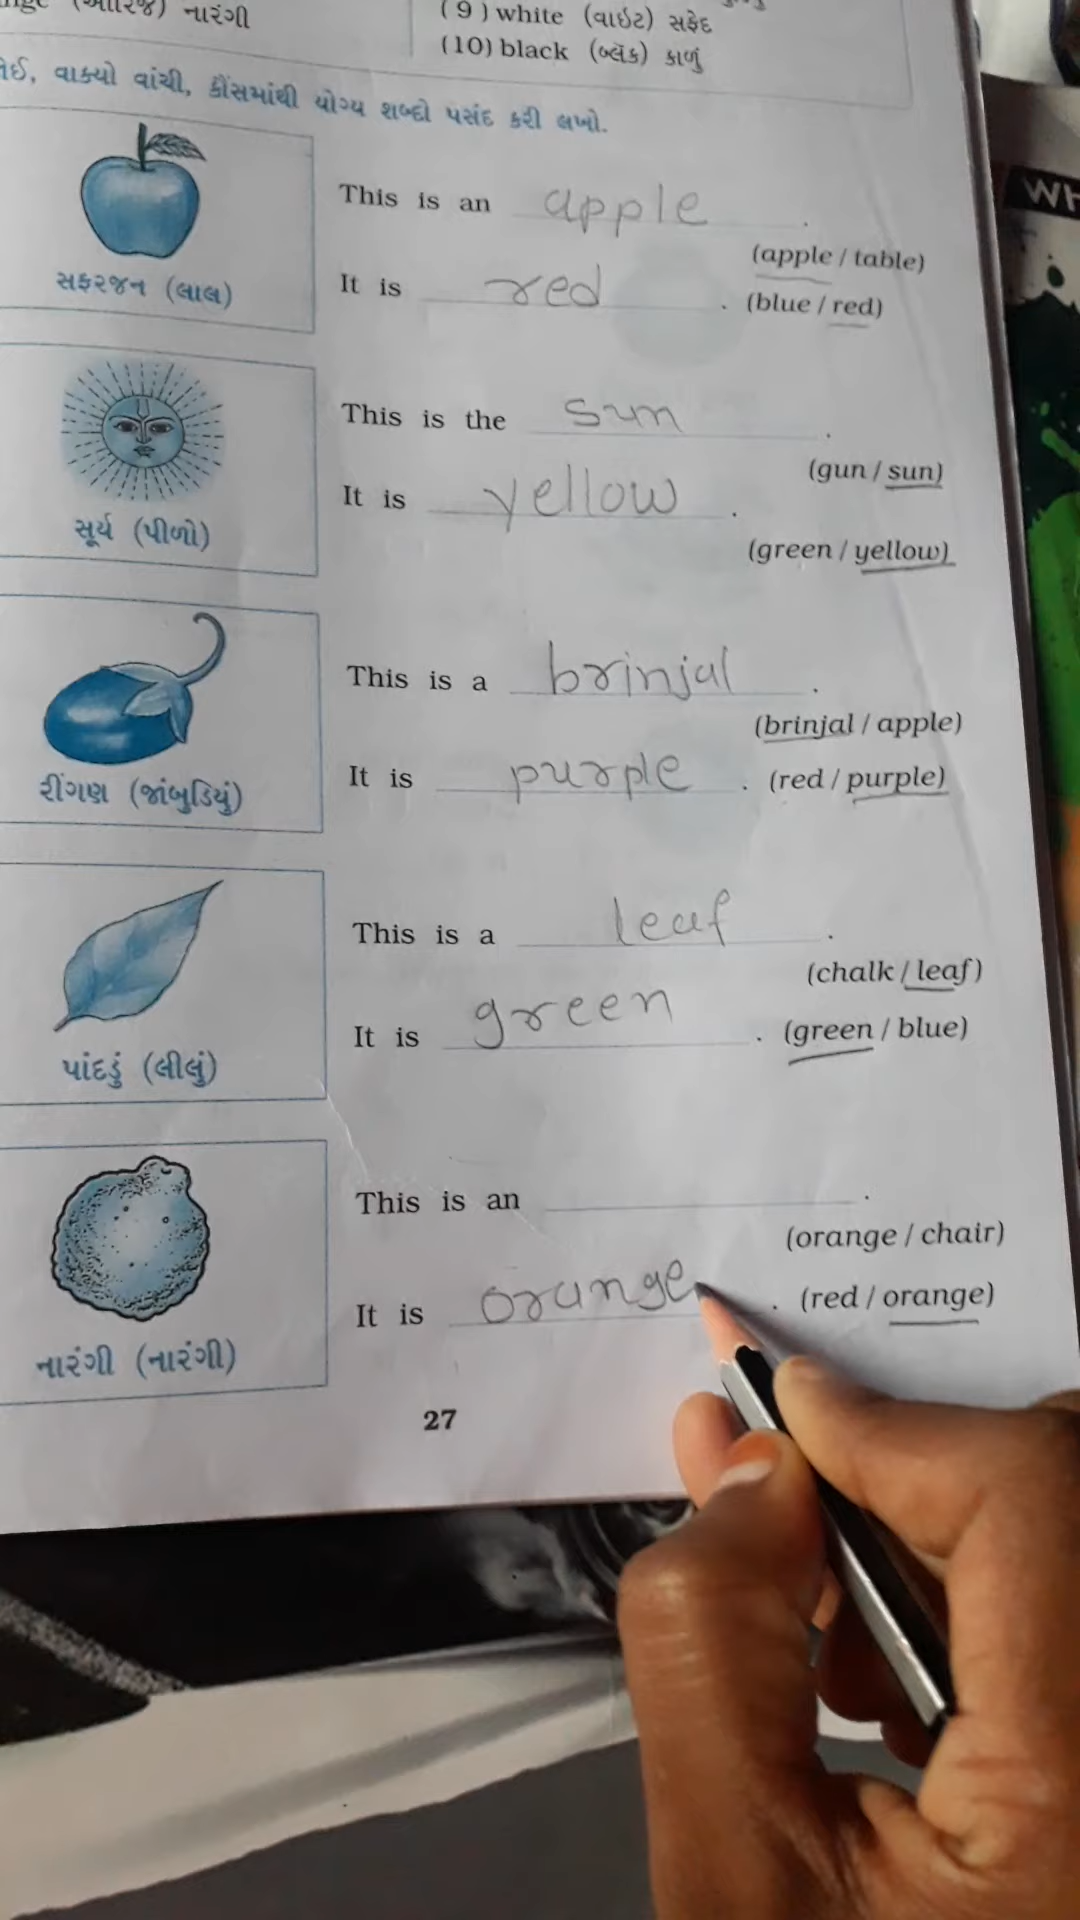 (આૅરિંજ) નારંગી
(9) white (વાઇટ) સફેદ
(10) black (બ્લૅક) કાળું
વાક્યો વાંચી, કૌંસમાંથી યોગ્ય શબ્દો પસંદ કરી લખો.
This is an apple.
(apple / table)
સફરજન (લાલ)
It is red. (blue / red)
This is the sun.
(gun / sun)
It is yellow.
સૂર્ય (પીળો)
(green / yellow)
This is a brinjal.
(brinjal / apple)
It is purple. (red / purple)
રીંગણ (જાંબુડિયું)
This is a leaf.
(chalk / leaf)
It is green. (green / blue)
પાંદડું (લીલું)
This is an .
(orange / chair)
It is orange. (red / orange)
નારંગી (નારંગી)
27